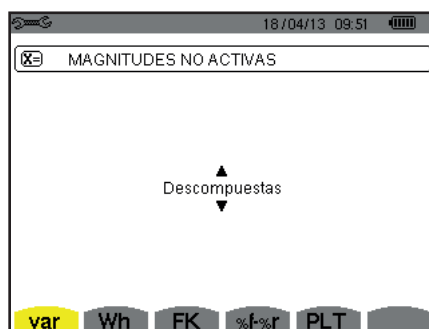 18/04/13 09:51
X= MAGNITUDES NO ACTIVAS
Descompuestas
var Wh FK %f-%r PLT